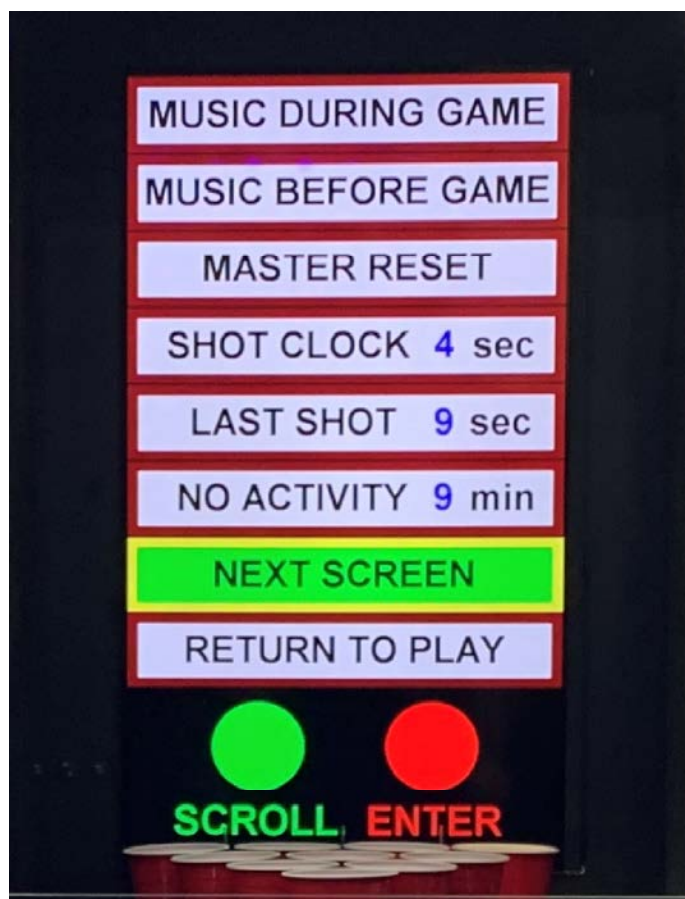 MUSIC DURING GAME
MUSIC BEFORE GAME
MASTER RESET
SHOT CLOCK 4 sec
LAST SHOT 9 sec
NO ACTIVITY 9 min
NEXT SCREEN
RETURN TO PLAY
SCROLL ENTER